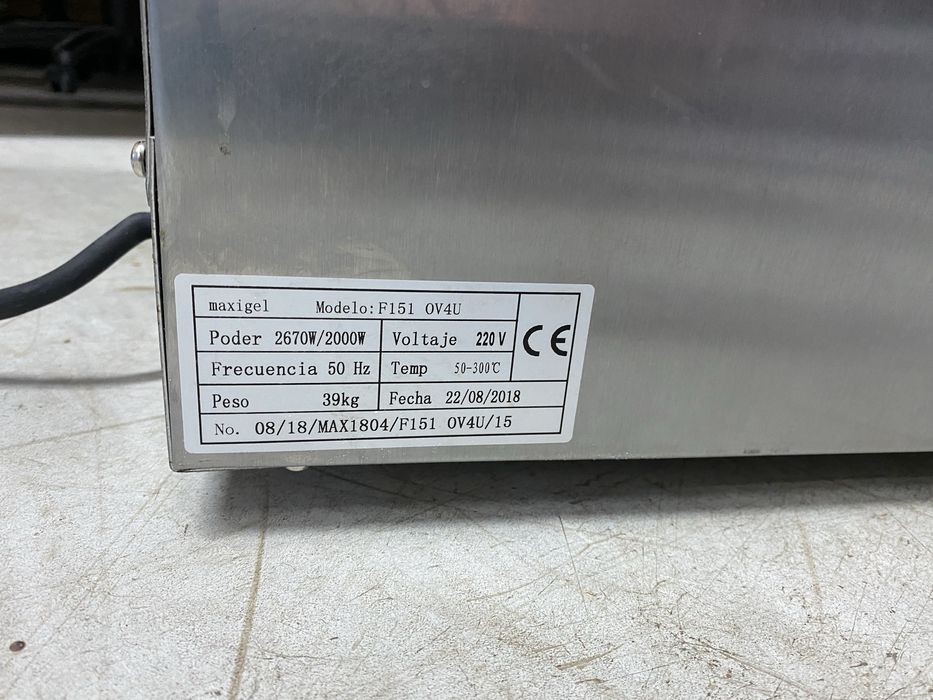 maxigel Modelo: F151 OV4U
Poder 2670W/2000W Voltaje 220 V CE
Frecuencia 50 Hz Temp 50-300℃
Peso 39kg Fecha 22/08/2018
No. 08/18/MAX1804/F151 OV4U/15